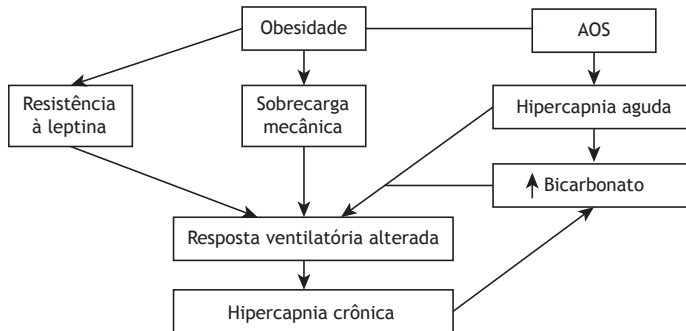 Obesidade
AOS
Resistência
à leptina
Sobrecarga
mecânica
Hipercapnia aguda
Bicarbonato
Resposta ventilatória alterada
Hipercapnia crônica